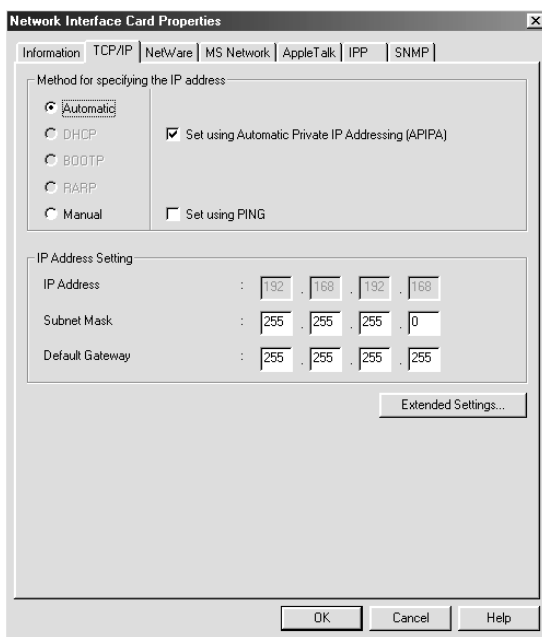 Network Interface Card Properties
Information TCP/IP NetWare MS Network AppleTalk IPP SNMP
Method for specifying the IP address
Automatic
DHCP Set using Automatic Private IP Addressing (APIPA)
BOOTP
RARP
Manual Set using PING
IP Address Setting
IP Address : 192 . 168 . 192 . 168
Subnet Mask : 255 . 255 . 255 . 0
Default Gateway : 255 . 255 . 255 . 255
Extended Settings...
OK Cancel Help